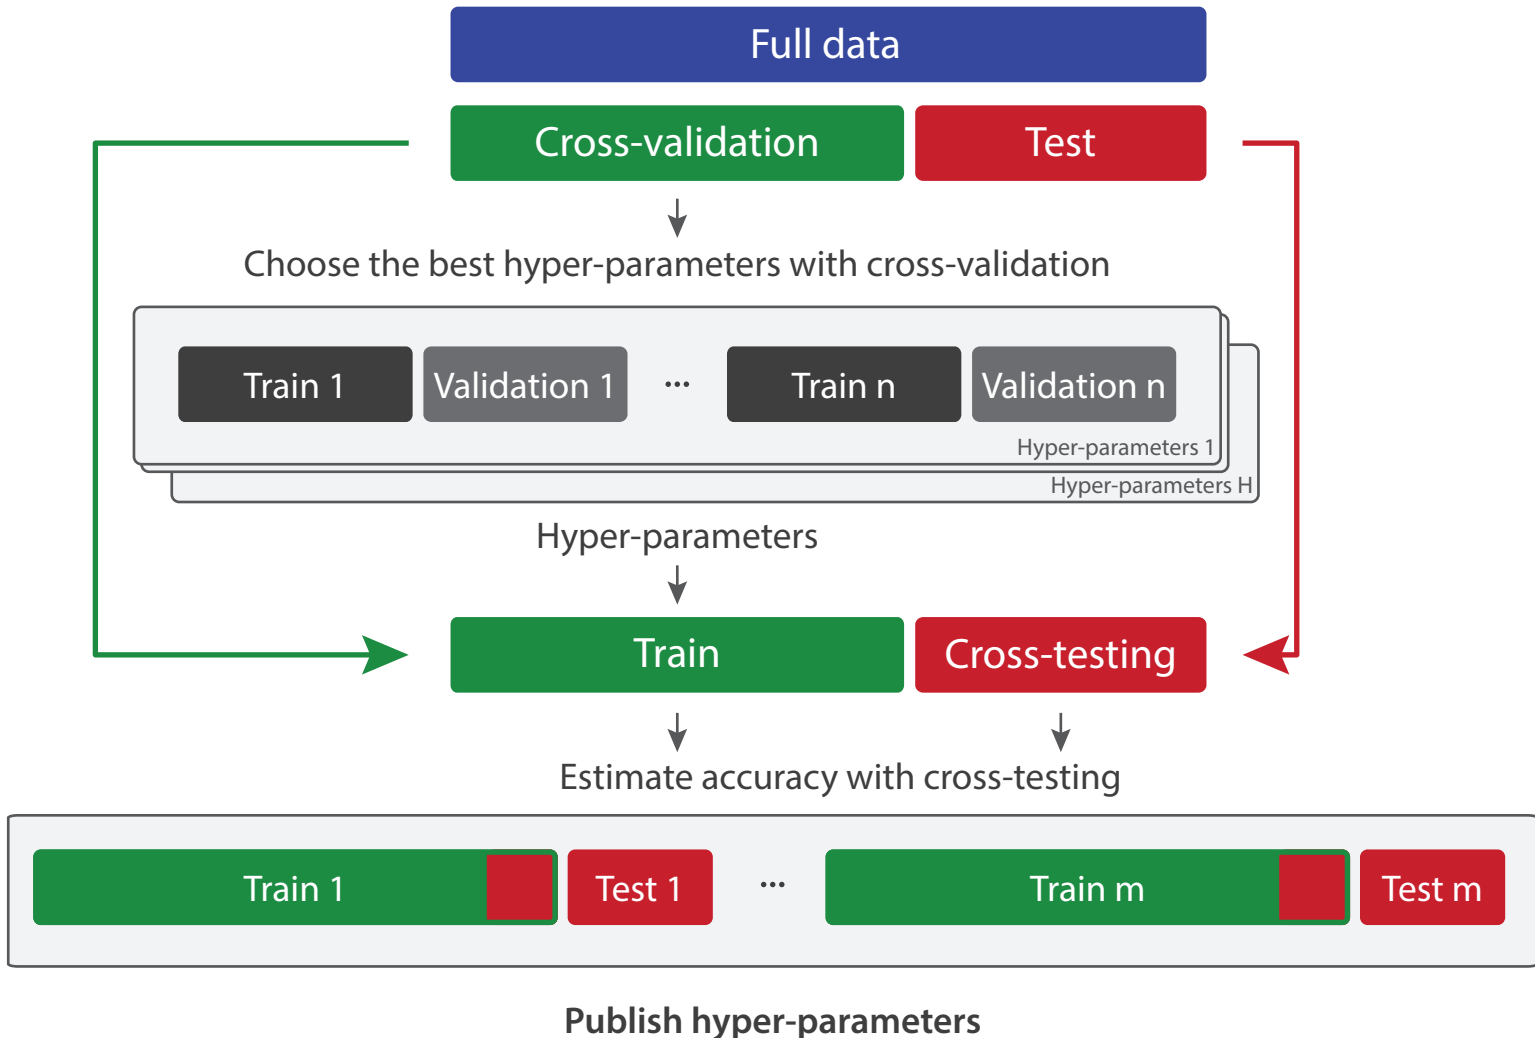 Full data
Cross-validation Test
Choose the best hyper-parameters with cross-validation
Train 1 Validation 1 ... Train n Validation n
Hyper-parameters 1
Hyper-parameters H
Hyper-parameters
Train Cross-testing
Estimate accuracy with cross-testing
Train 1 Test 1 ... Train m Test m
Publish hyper-parameters